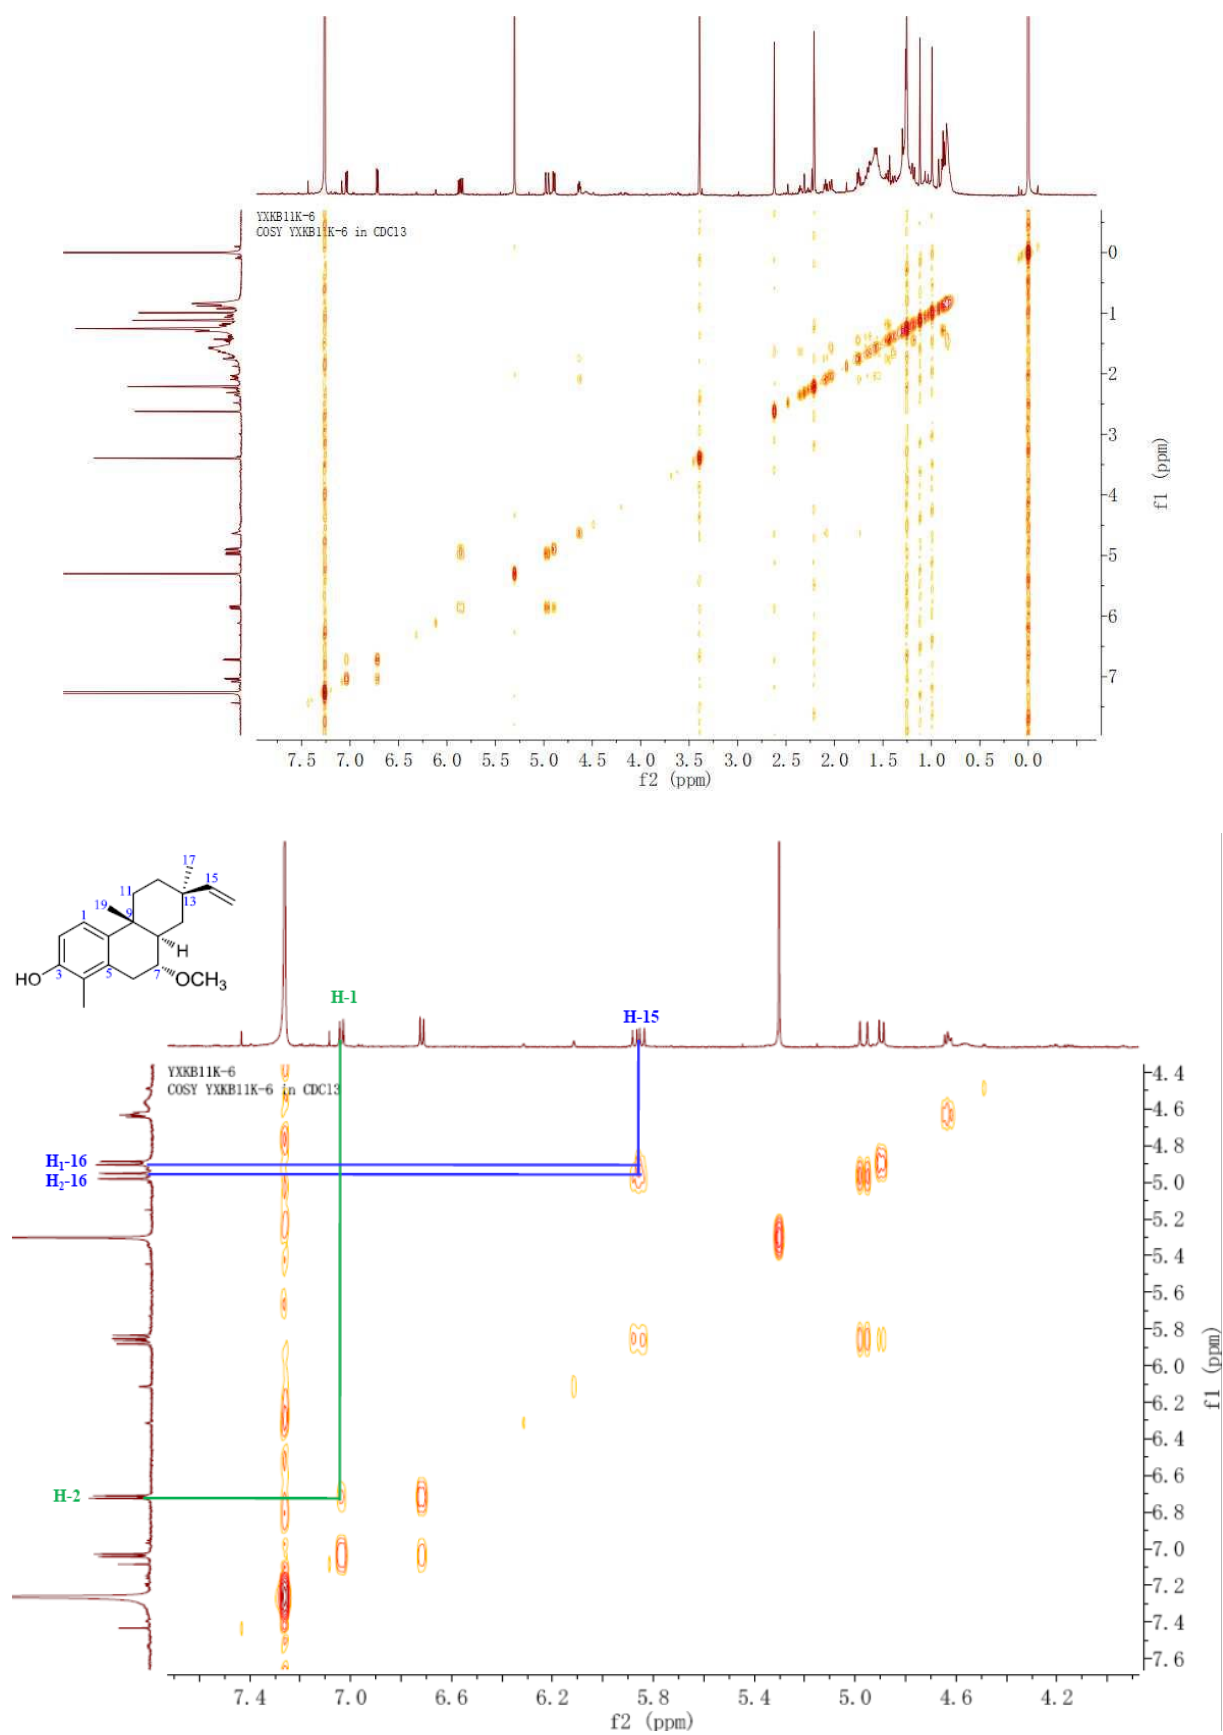 YXKB11K-6
COSY YXKB11K-6 in CDCl3
0
1
2
3
4
5
6
7
f1 (ppm)
7.5 7.0 6.5 6.0 5.5 5.0 4.5 4.0 3.5 3.0 2.5 2.0 1.5 1.0 0.5 0.0
f2 (ppm)
17
15
11
13
19
9
1
H
HO
3
5
7
OCH3
H-1
H-15
YXKB11K-6
COSY YXKB11K-6 in CDCl3
H1-16
H2-16
H-2
4.4
4.6
4.8
5.0
5.2
5.4
5.6
5.8
6.0
6.2
6.4
6.6
6.8
7.0
7.2
7.4
7.6
f1 (ppm)
7.4 7.0 6.6 6.2 5.8 5.4 5.0 4.6 4.2
f2 (ppm)